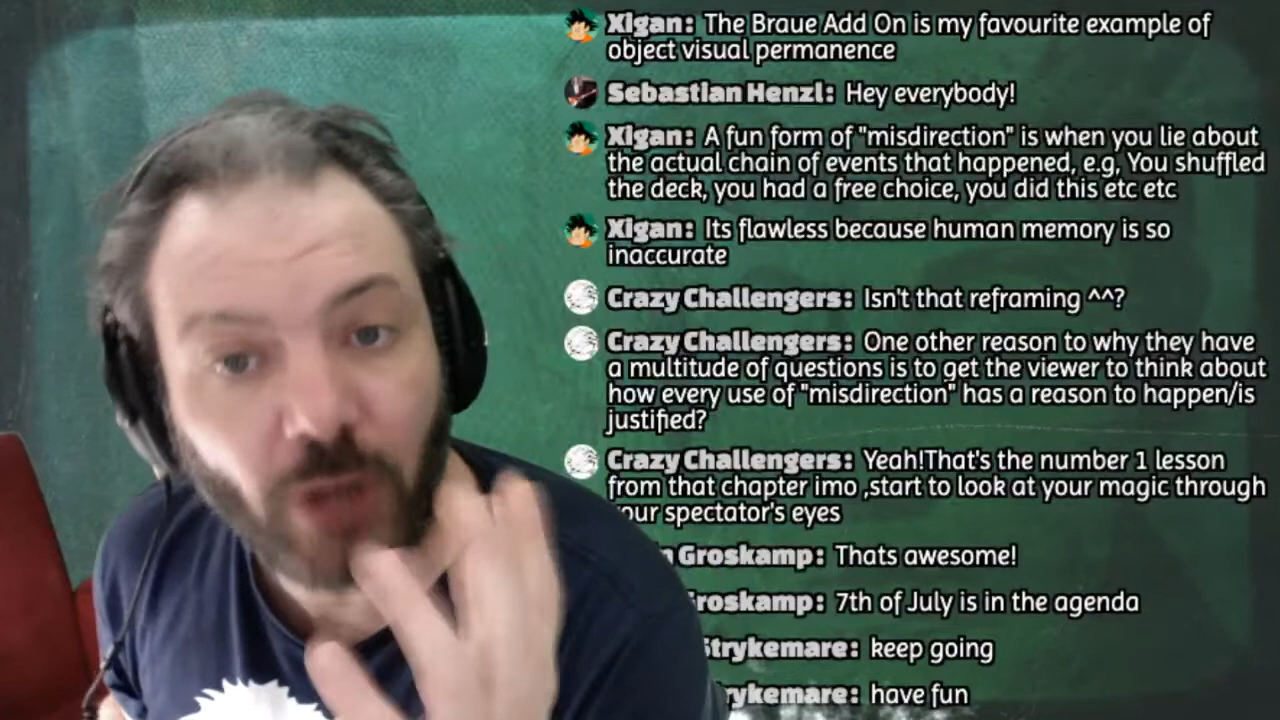 Xigan: The Braue Add On is my favourite example of
object visual permanence
Sebastian Henzl: Hey everybody!
Xigan: A fun form of "misdirection" is when you lie about
the actual chain of events that happened, e.g, You shuffled
the deck, you had a free choice, you did this etc etc
Xigan: Its flawless because human memory is so
inaccurate
Crazy Challengers: Isn't that reframing ^^?
Crazy Challengers: One other reason to why they have
a multitude of questions is to get the viewer to think about
how every use of "misdirection" has a reason to happen/is
justified?
Crazy Challengers: Yeah!That's the number 1 lesson
from that chapter imo ,start to look at your magic through
your spectator's eyes
Groskamp: Thats awesome!
Groskamp: 7th of July is in the agenda
Strykemare: keep going
rykemare: have fun